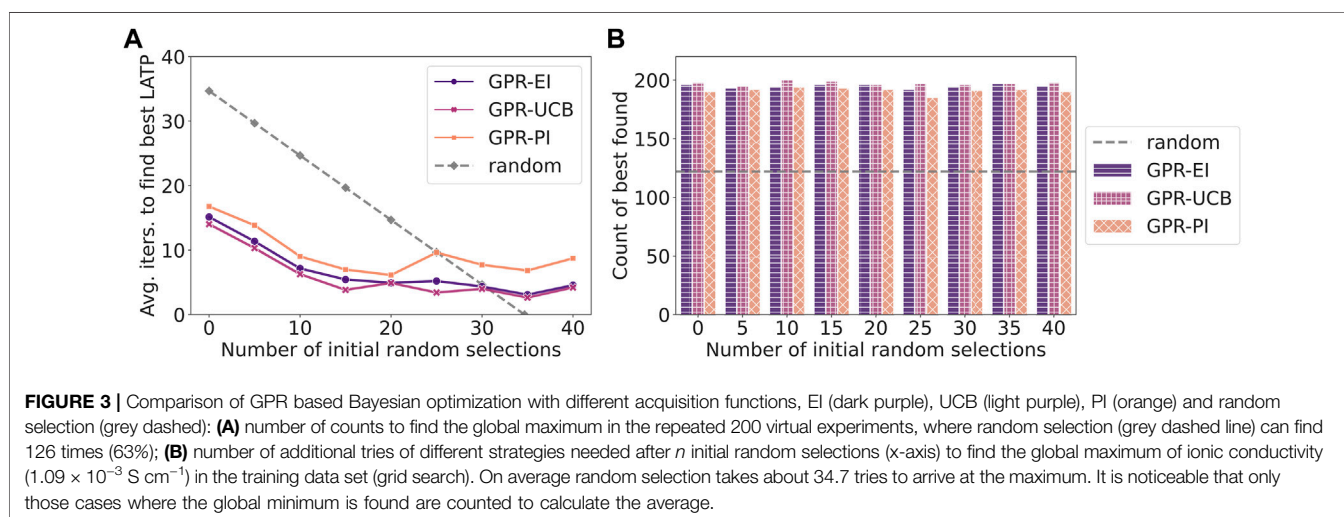 A
40
30
20
10
0
Avg. iters. to find best LATP
GPR-EI
GPR-UCB
GPR-PI
random
0 10 20 30 40
Number of initial random selections
B
200
150
100
50
0
Count of best found
0 5 10 15 20 25 30 35 40
Number of initial random selections
random
GPR-EI
GPR-UCB
GPR-PI
FIGURE 3 | Comparison of GPR based Bayesian optimization with different acquisition functions, EI (dark purple), UCB (light purple), PI (orange) and random
selection (grey dashed): (A) number of counts to find the global maximum in the repeated 200 virtual experiments, where random selection (grey dashed line) can find
126 times (63%); (B) number of additional tries of different strategies needed after n initial random selections (x-axis) to find the global maximum of ionic conductivity
(1.09 × 10⁻³ S cm⁻¹) in the training data set (grid search). On average random selection takes about 34.7 tries to arrive at the maximum. It is noticeable that only
those cases where the global minimum is found are counted to calculate the average.